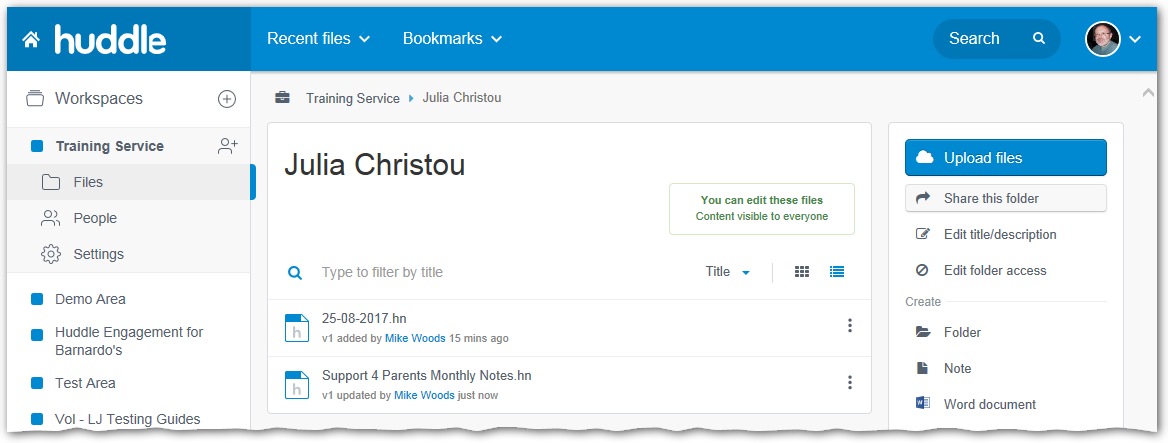 huddle
Recent files
Bookmarks
Search
Workspaces
Training Service
Files
People
Settings
Demo Area
Huddle Engagement for
Barnardo's
Test Area
Vol - LJ Testing Guides
Training Service
Julia Christou
Julia Christou
You can edit these files
Content visible to everyone
Type to filter by title
Title
h
25-08-2017.hn
v1 added by Mike Woods 15 mins ago
h
Support 4 Parents Monthly Notes.hn
v1 updated by Mike Woods just now
Upload files
Share this folder
Edit title/description
Edit folder access
Create
Folder
Note
W
Word document